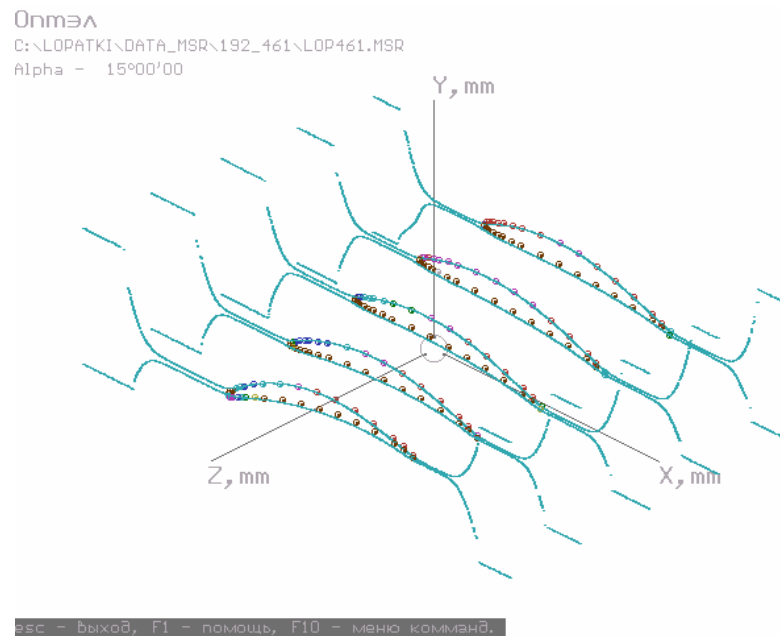 Оптэл
C:\LOPATKI\DATA_MSR\192_461\LOP461.MSR
Alpha - 15°00'00
Y,mm
Z,mm
X,mm
esc - выход, F1 - помощь, F10 - меню комманд.